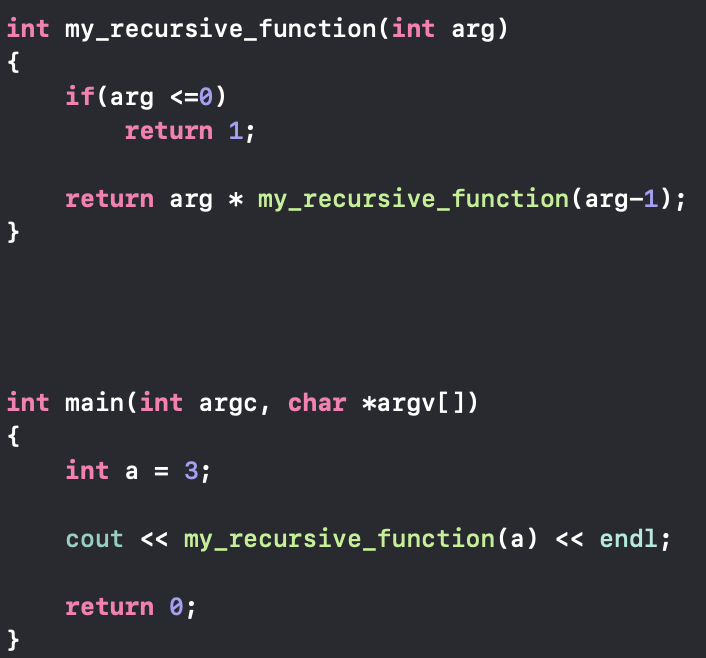 int my_recursive_function(int arg)
{
    if(arg <=0)
        return 1;
    return arg * my_recursive_function(arg-1);
}
int main(int argc, char *argv[])
{
    int a = 3;
    cout << my_recursive_function(a) << endl;
    return 0;
}